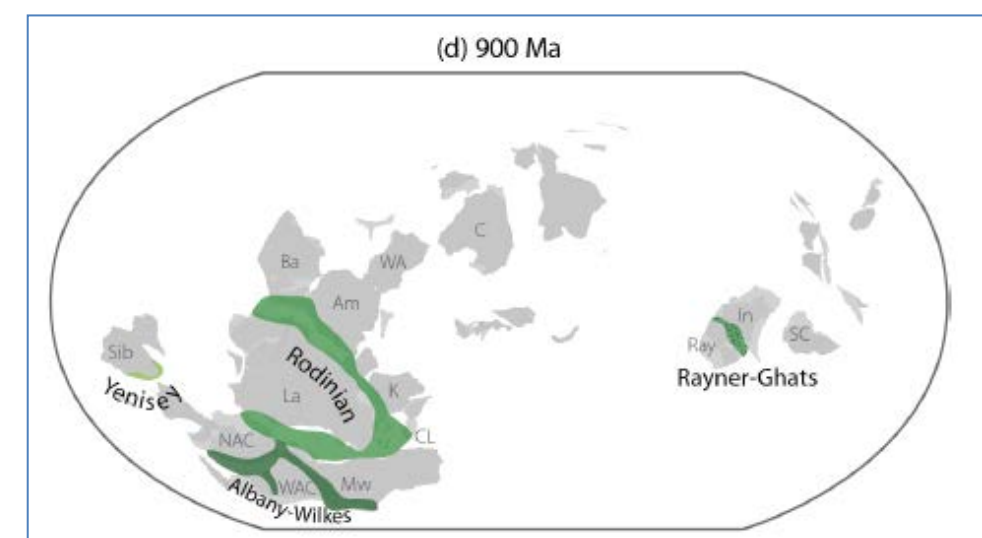 (d) 900 Ma
C
Ba
WA
Am
In
Sib
Ray
SC
Rodinian
Rayner-Ghats
Yenisey
La
K
NAC
CL
WAC
Mw
Albany-Wilkes